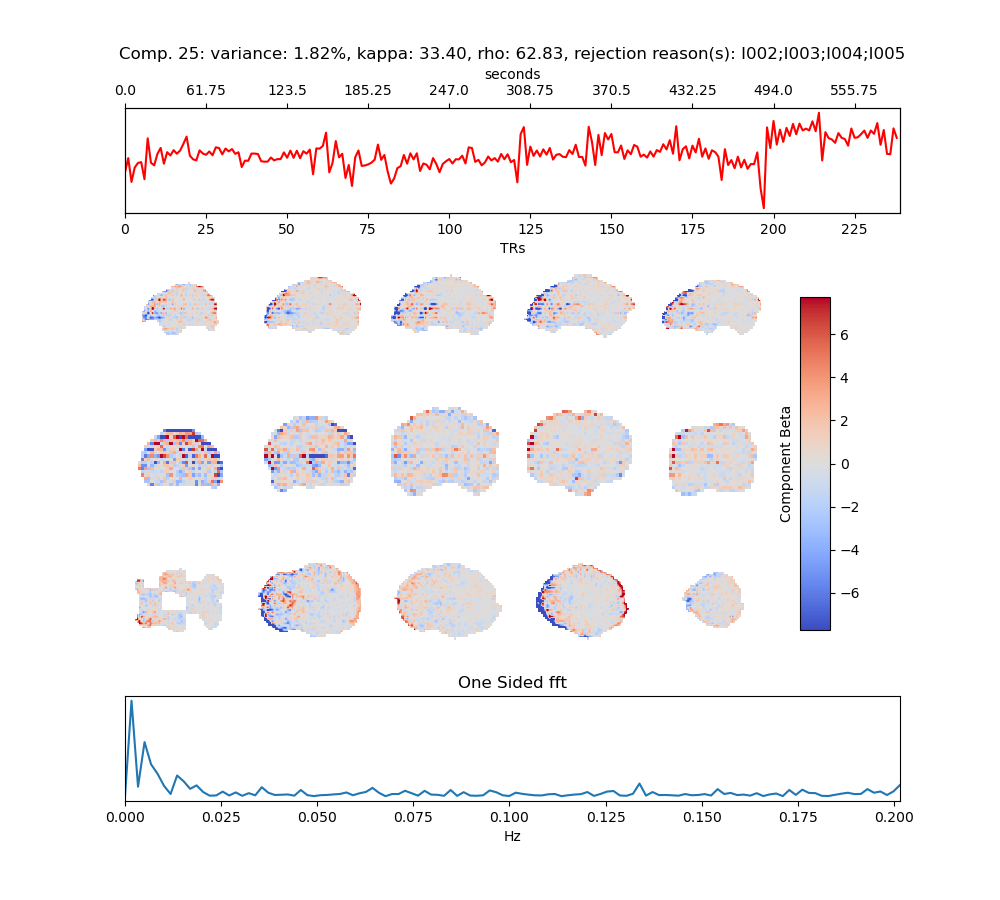 Comp. 25: variance: 1.82%, kappa: 33.40, rho: 62.83, rejection reason(s): I002;I003;I004;I005
seconds
0.0 61.75 123.5 185.25 247.0 308.75 370.5 432.25 494.0 555.75
0 25 50 75 100 125 150 175 200 225
TRs
6
4
2
0
−2
−4
−6
Component Beta
One Sided fft
0.000 0.025 0.050 0.075 0.100 0.125 0.150 0.175 0.200
Hz